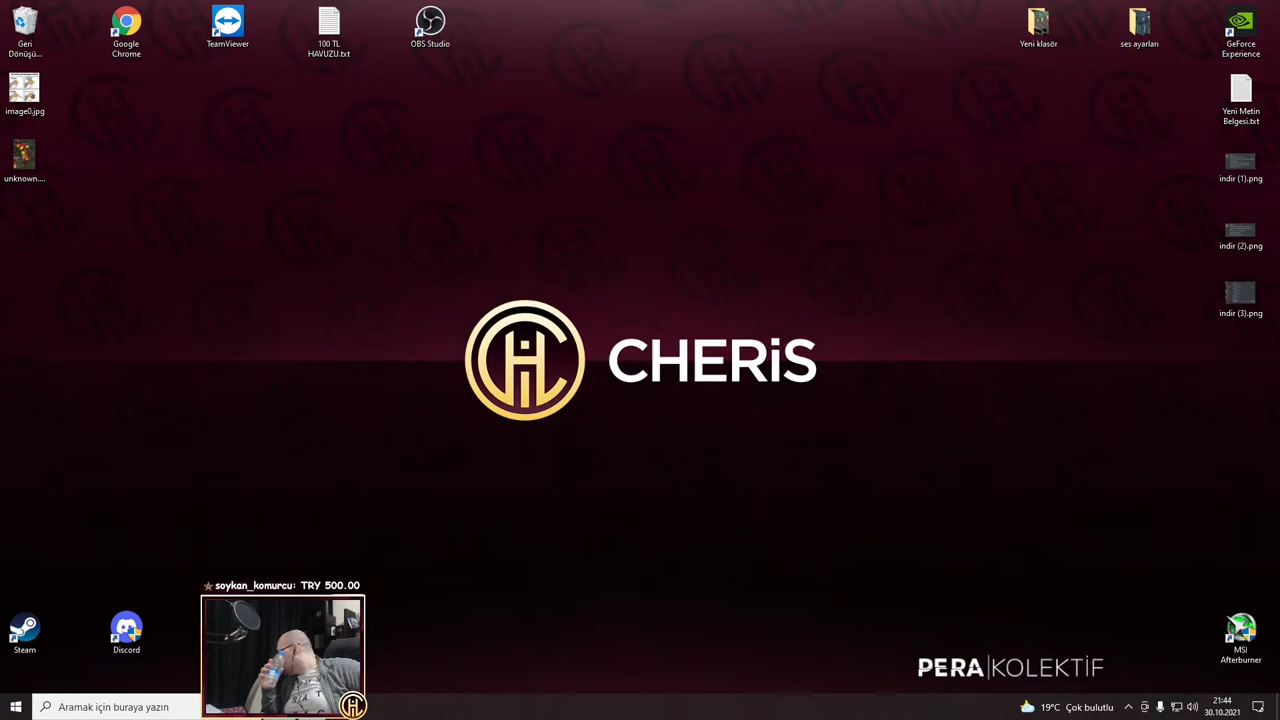 Geri
Dönüşü...
Google
Chrome
TeamViewer
100 TL
HAVUZU.txt
OBS Studio
Yeni klasör
ses ayarları
GeForce
Experience
image0.jpg
Yeni Metin
Belgesi.txt
unknown....
indir (1).png
indir (2).png
indir (3).png
CHERiS
soykan_komurcu: TRY 500.00
Steam
Discord
MSI
Afterburner
PERA|KOLEKTİF
Aramak için buraya yazın
19°C Çok bulutlu
21:44
30.10.2021